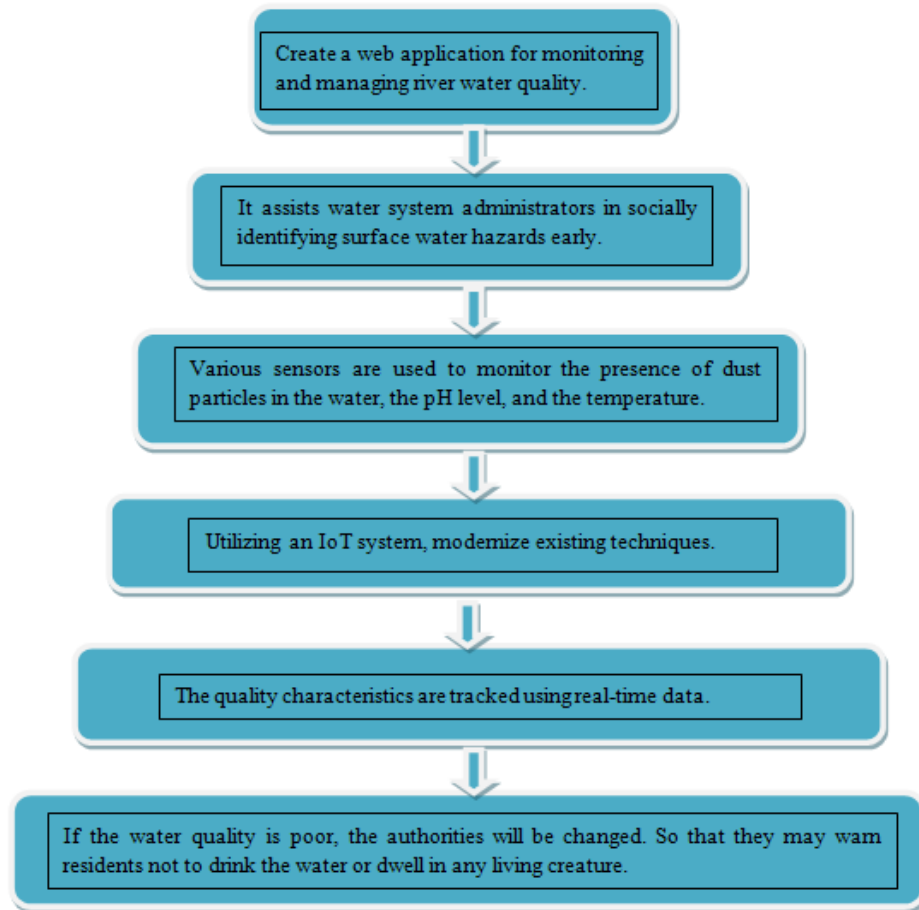 Create a web application for monitoring
and managing river water quality.
It assists water system administrators in socially
identifying surface water hazards early.
Various sensors are used to monitor the presence of dust
particles in the water, the pH level, and the temperature.
Utilizing an IoT system, modernize existing techniques.
The quality characteristics are tracked using real-time data.
If the water quality is poor, the authorities will be changed. So that they may warn
residents not to drink the water or dwell in any living creature.